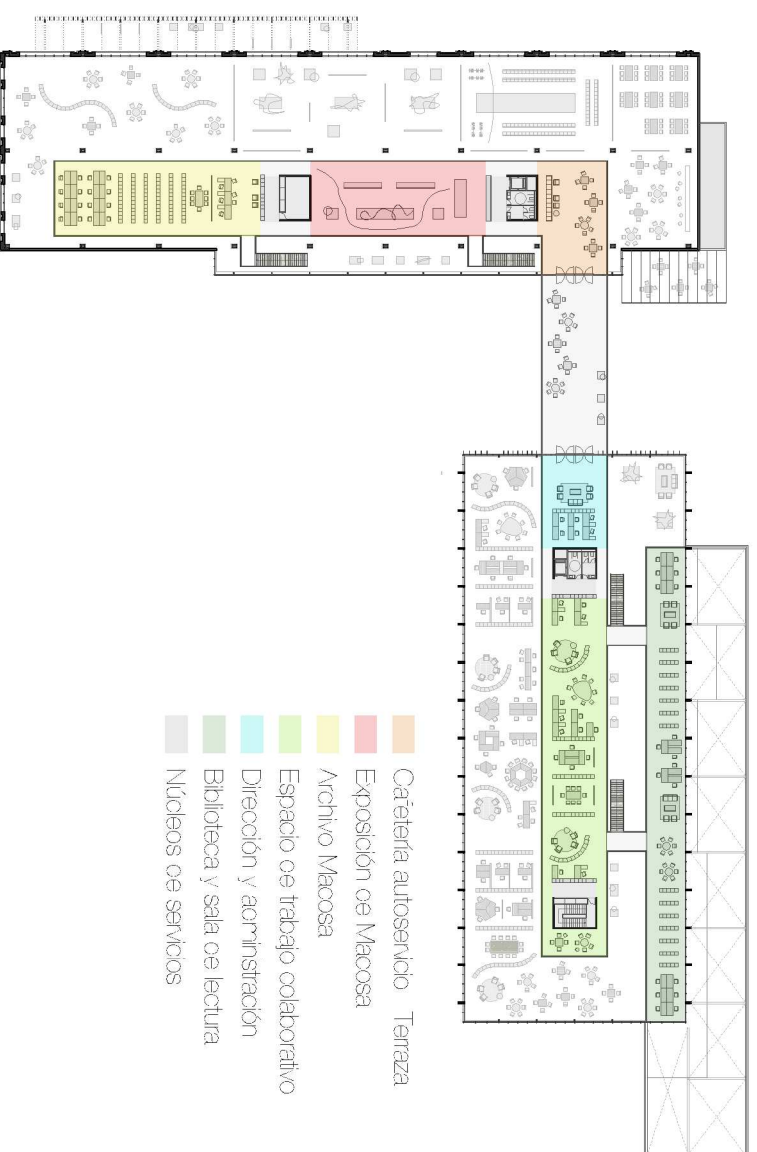 Cafetería autoservicio   Terraza
Exposición de Macosa
Archivo Macosa
Espacio de trabajo colaborativo
Dirección y administración
Biblioteca y sala de lectura
Núcleos de servicios